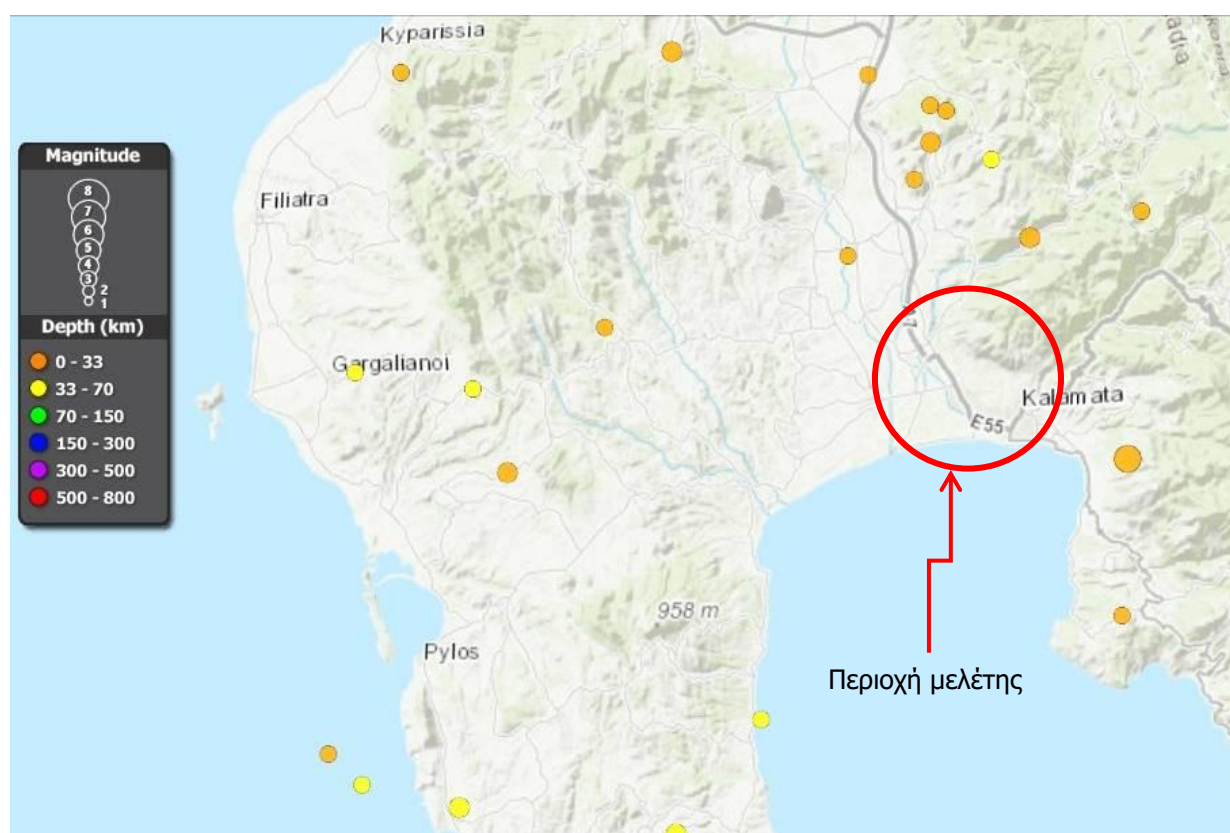 Kyparissia
Magnitude
8
7
6
5
4
3
2
1
Filiatra
Depth (km)
0 - 33
33 - 70
70 - 150
150 - 300
300 - 500
500 - 800
Gargalianoi
Kalamata
E55
958 m
Pylos
Περιοχή μελέτης